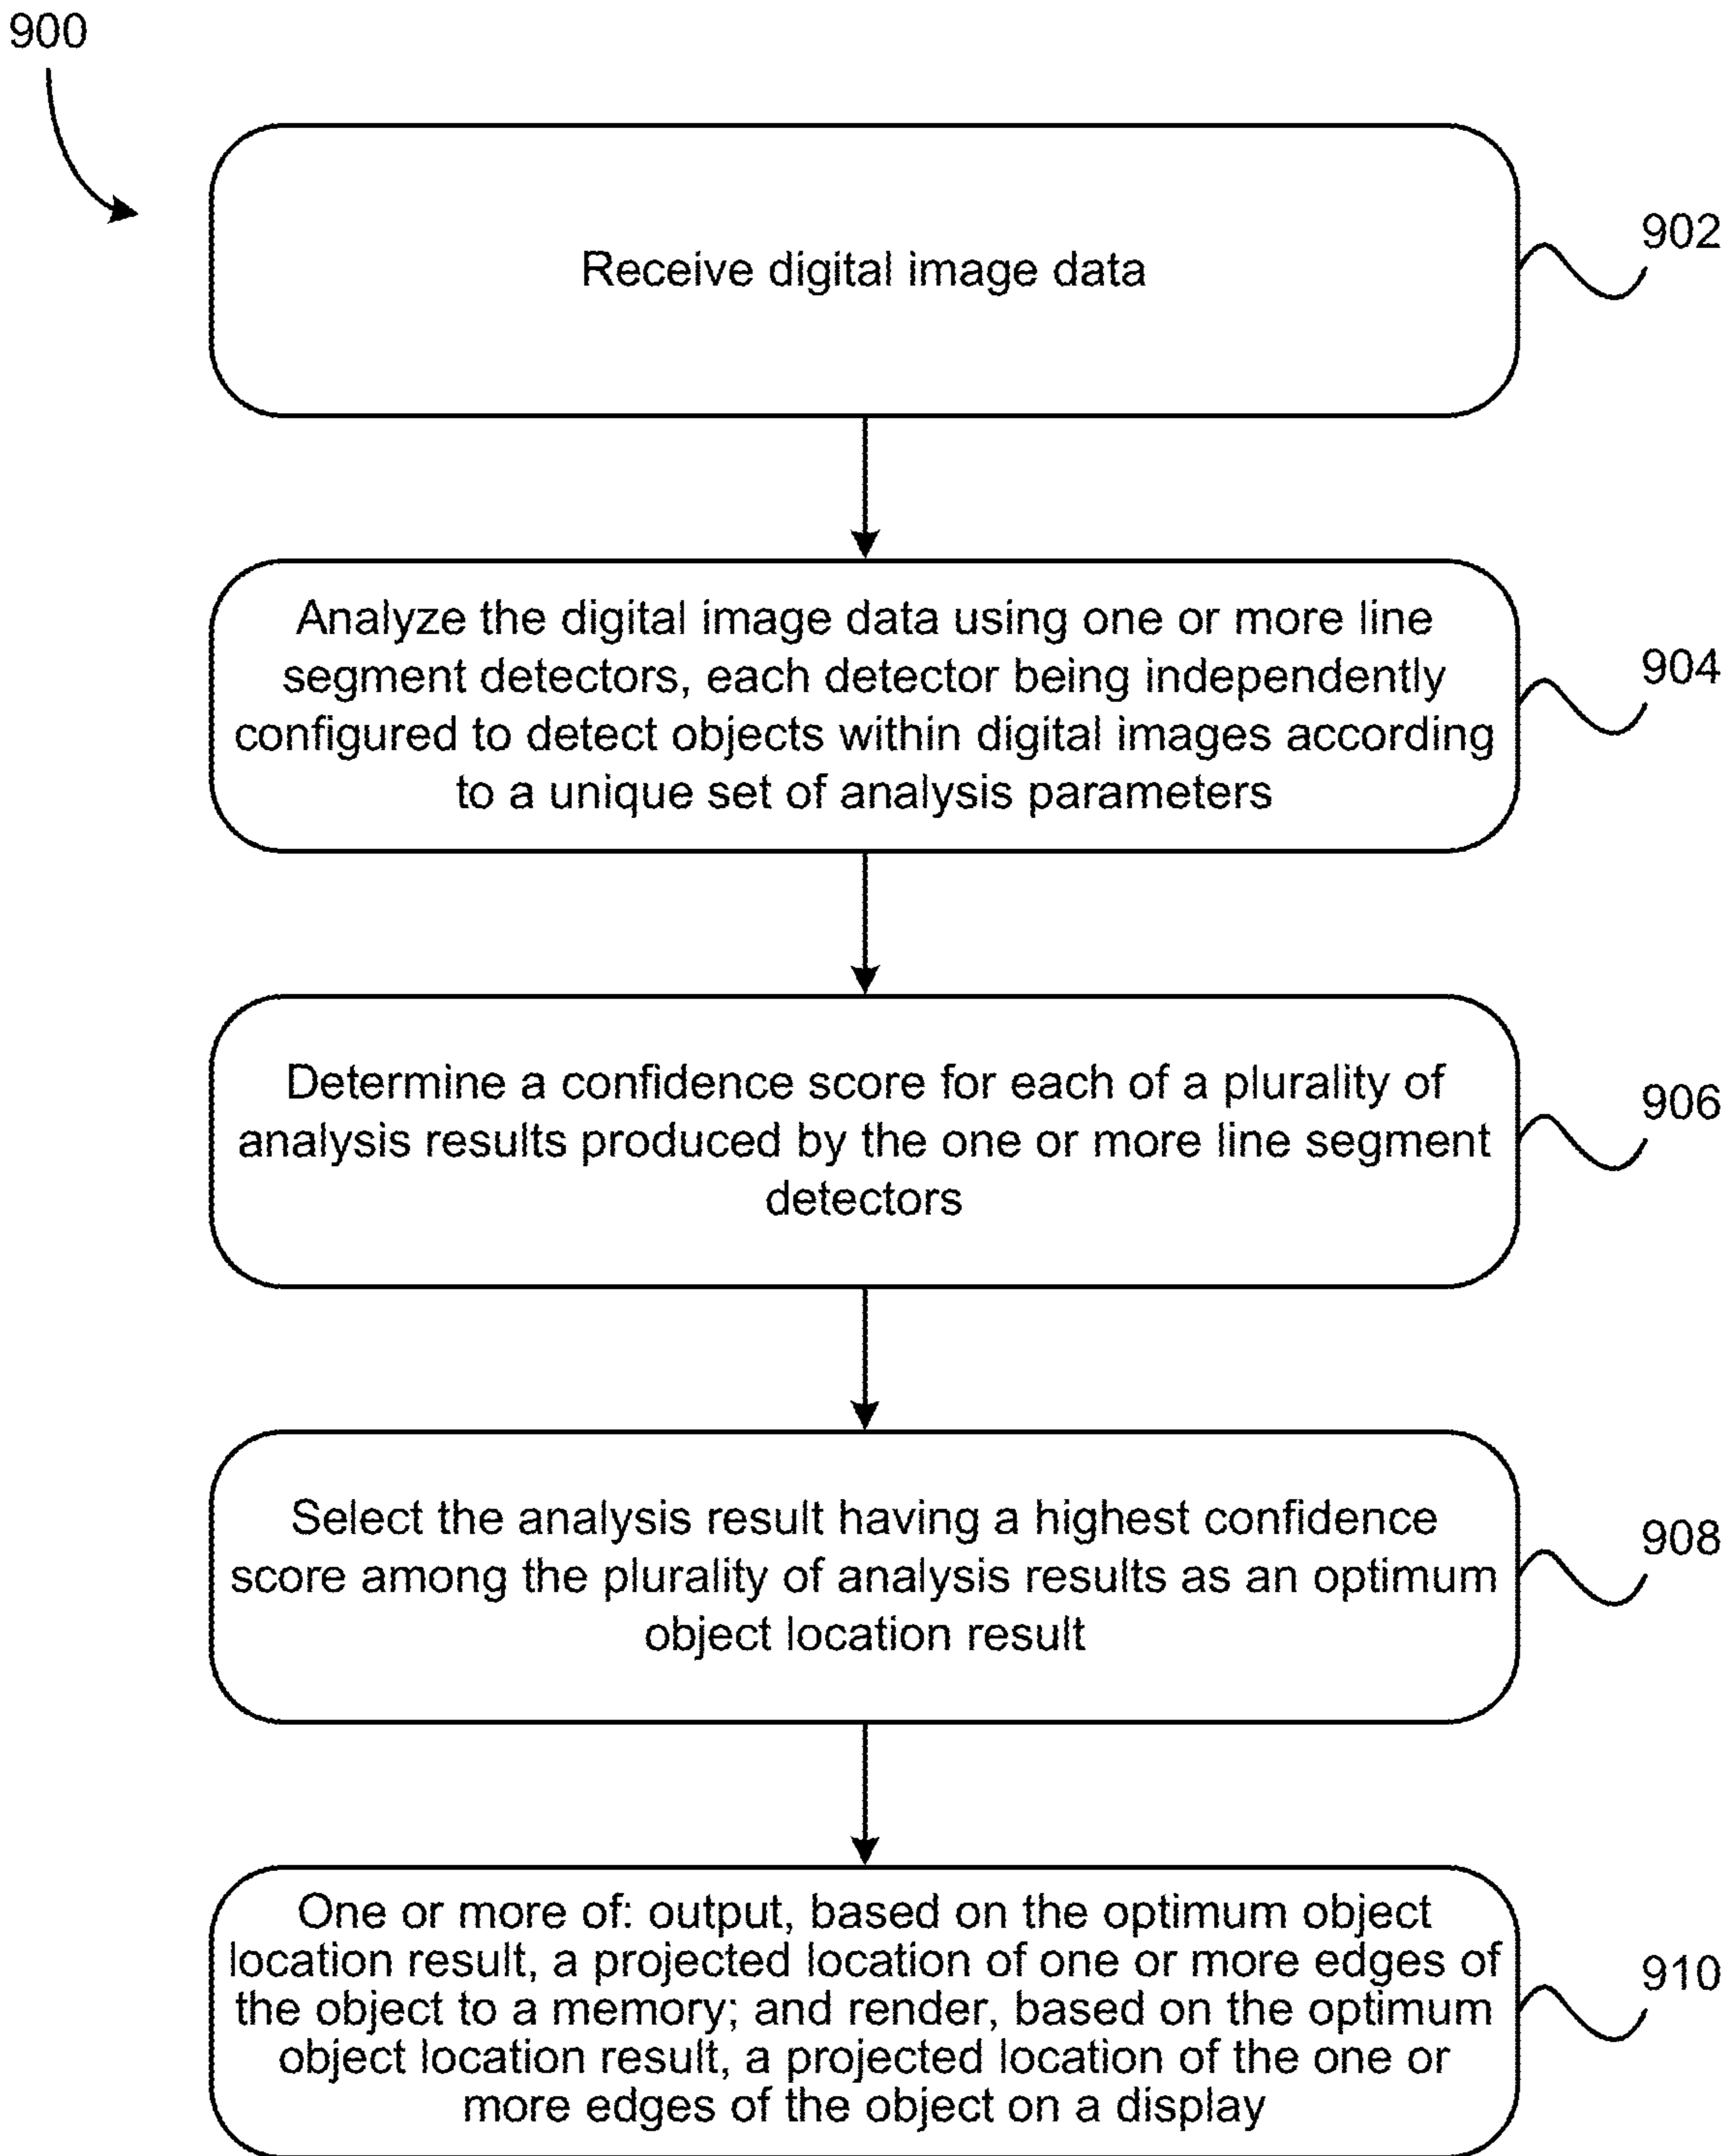 900
Receive digital image data
902
Analyze the digital image data using one or more line
segment detectors, each detector being independently
configured to detect objects within digital images according
to a unique set of analysis parameters
904
Determine a confidence score for each of a plurality of
analysis results produced by the one or more line segment
detectors
906
Select the analysis result having a highest confidence
score among the plurality of analysis results as an optimum
object location result
908
One or more of: output, based on the optimum object
location result, a projected location of one or more edges of
the object to a memory; and render, based on the optimum
object location result, a projected location of the one or
more edges of the object on a display
910